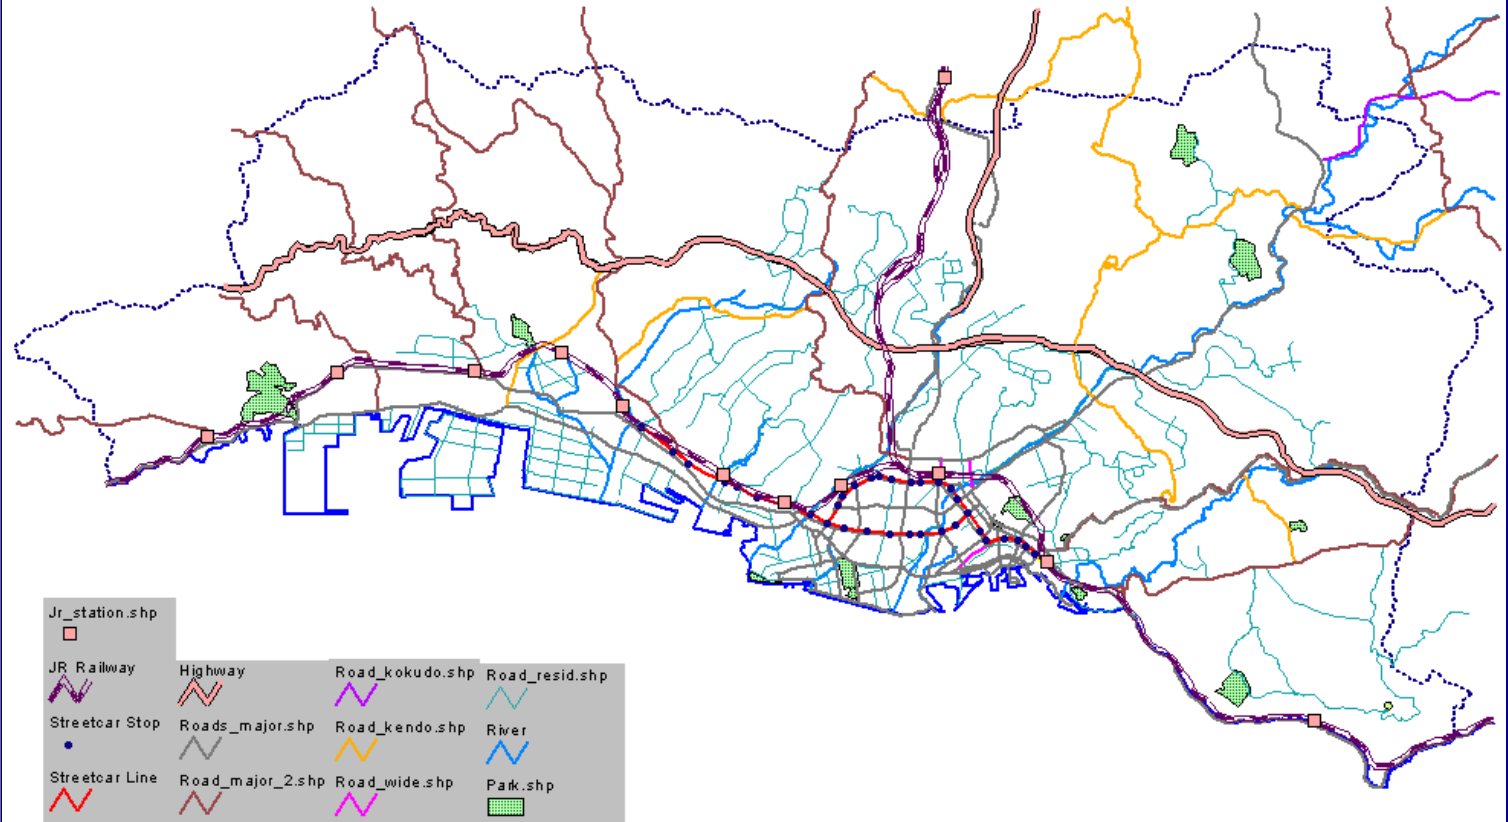 Jr_station.shp
JR Railway
Highway
Road_kokudo.shp
Road_resid.shp
Streetcar Stop
Roads_major.shp
Road_kendo.shp
River
Streetcar Line
Road_major_2.shp
Road_wide.shp
Park.shp